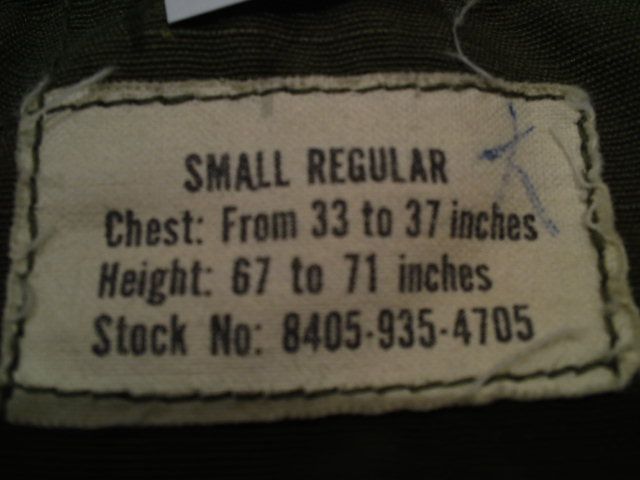 SMALL REGULAR
Chest: From 33 to 37 inches
Height: 67 to 71 inches
Stock No: 8405-935-4705